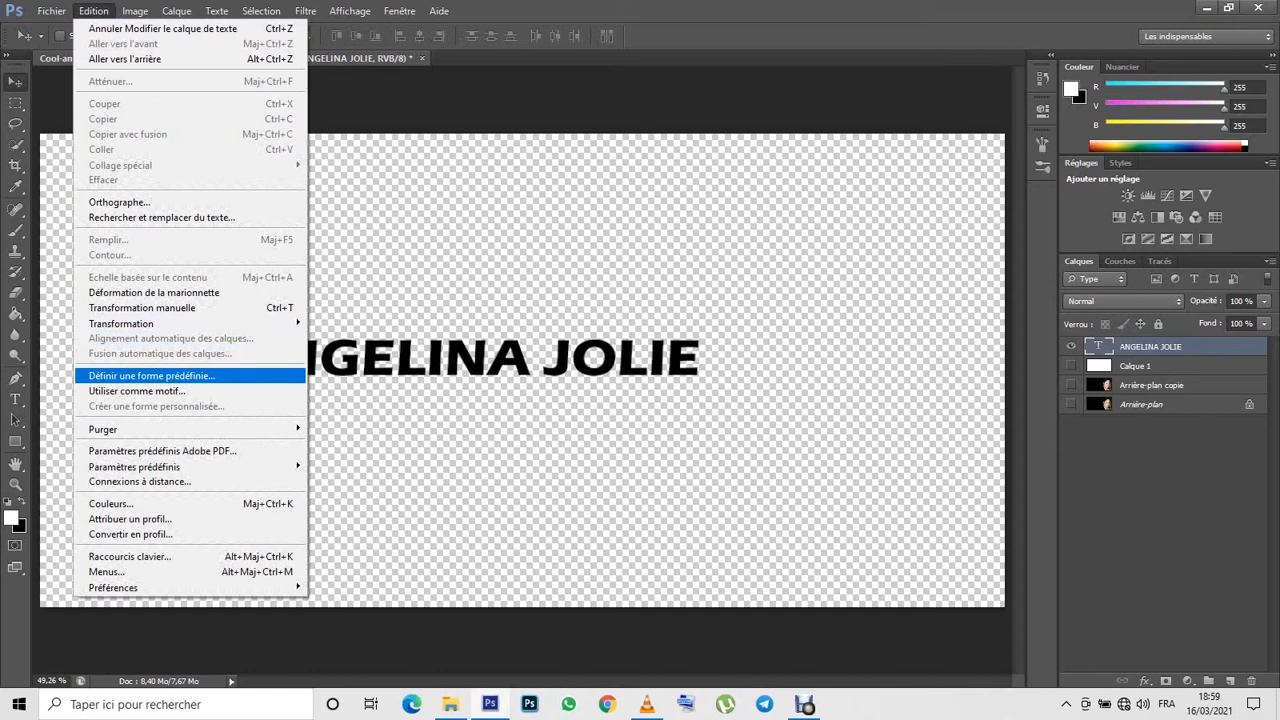 Ps Fichier Edition Image Calque Texte Sélection Filtre Affichage Fenêtre Aide
Les indispensables
Cool-an
NGELINA JOLIE, RVB/8) *
Annuler Modifier le calque de texte Ctrl+Z
Aller vers l'avant Maj+Ctrl+Z
Aller vers l'arrière Alt+Ctrl+Z
Atténuer... Maj+Ctrl+F
Couper Ctrl+X
Copier Ctrl+C
Copier avec fusion Maj+Ctrl+C
Coller Ctrl+V
Collage spécial
Effacer
Orthographe...
Rechercher et remplacer du texte...
Remplir... Maj+F5
Contour...
Echelle basée sur le contenu Maj+Ctrl+A
Déformation de la marionnette
Transformation manuelle Ctrl+T
Transformation
Alignement automatique des calques...
Fusion automatique des calques...
Définir une forme prédéfinie...
Utiliser comme motif...
Créer une forme personnalisée...
Purger
Paramètres prédéfinis Adobe PDF...
Paramètres prédéfinis
Connexions à distance...
Couleurs... Maj+Ctrl+K
Attribuer un profil...
Convertir en profil...
Raccourcis clavier... Alt+Maj+Ctrl+K
Menus... Alt+Maj+Ctrl+M
Préférences
NGELINA JOLIE
Couleur Nuancier
R 255
V 255
B 255
Réglages Styles
Ajouter un réglage
Calques Couches Tracés
Type
Normal Opacité : 100 %
Verrou : Fond : 100 %
T ANGELINA JOLIE
Calque 1
Arrière-plan copie
Arrière-plan
49,26 % Doc : 8,40 Mo/7,67 Mo
Taper ici pour rechercher
FRA
18:59
16/03/2021